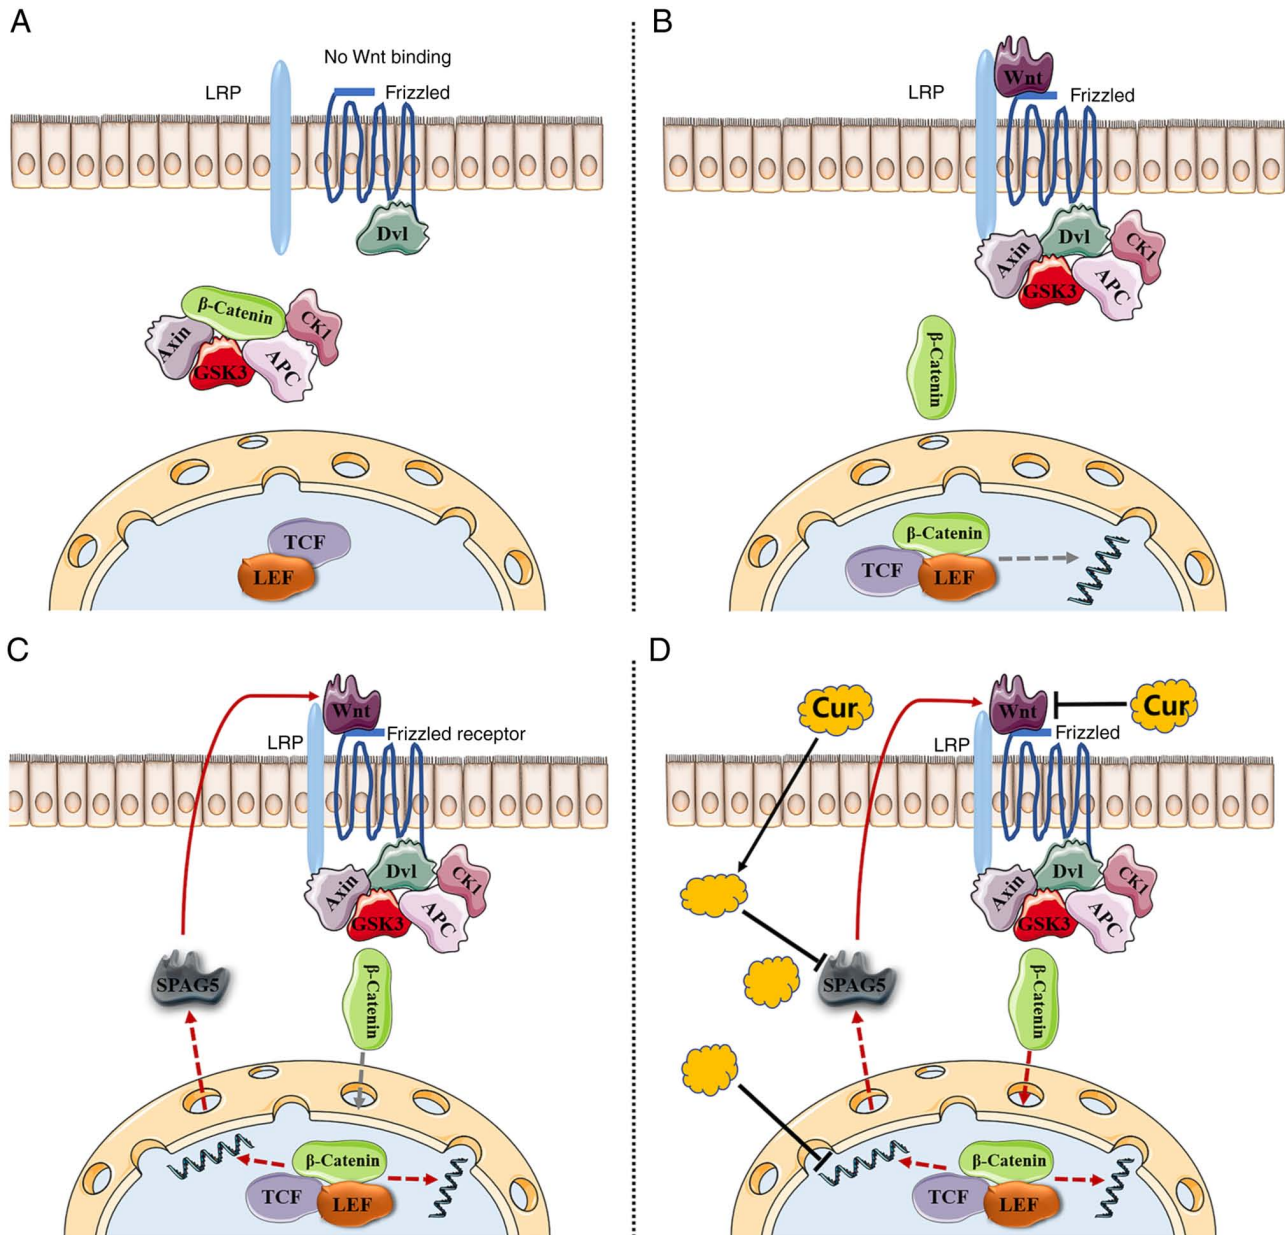 A
No Wnt binding
LRP
Frizzled
Dvl
β-Catenin
CK1
Axin
GSK3
APC
TCF
LEF
B
Wnt
LRP
Frizzled
Dvl
CK1
Axin
GSK3
APC
β-Catenin
β-Catenin
TCF
LEF
C
Wnt
LRP
Frizzled receptor
Dvl
CK1
Axin
GSK3
APC
SPAG5
β-Catenin
β-Catenin
TCF
LEF
D
Cur
Wnt
Cur
LRP
Frizzled
Dvl
CK1
Axin
GSK3
APC
SPAG5
β-Catenin
β-Catenin
TCF
LEF